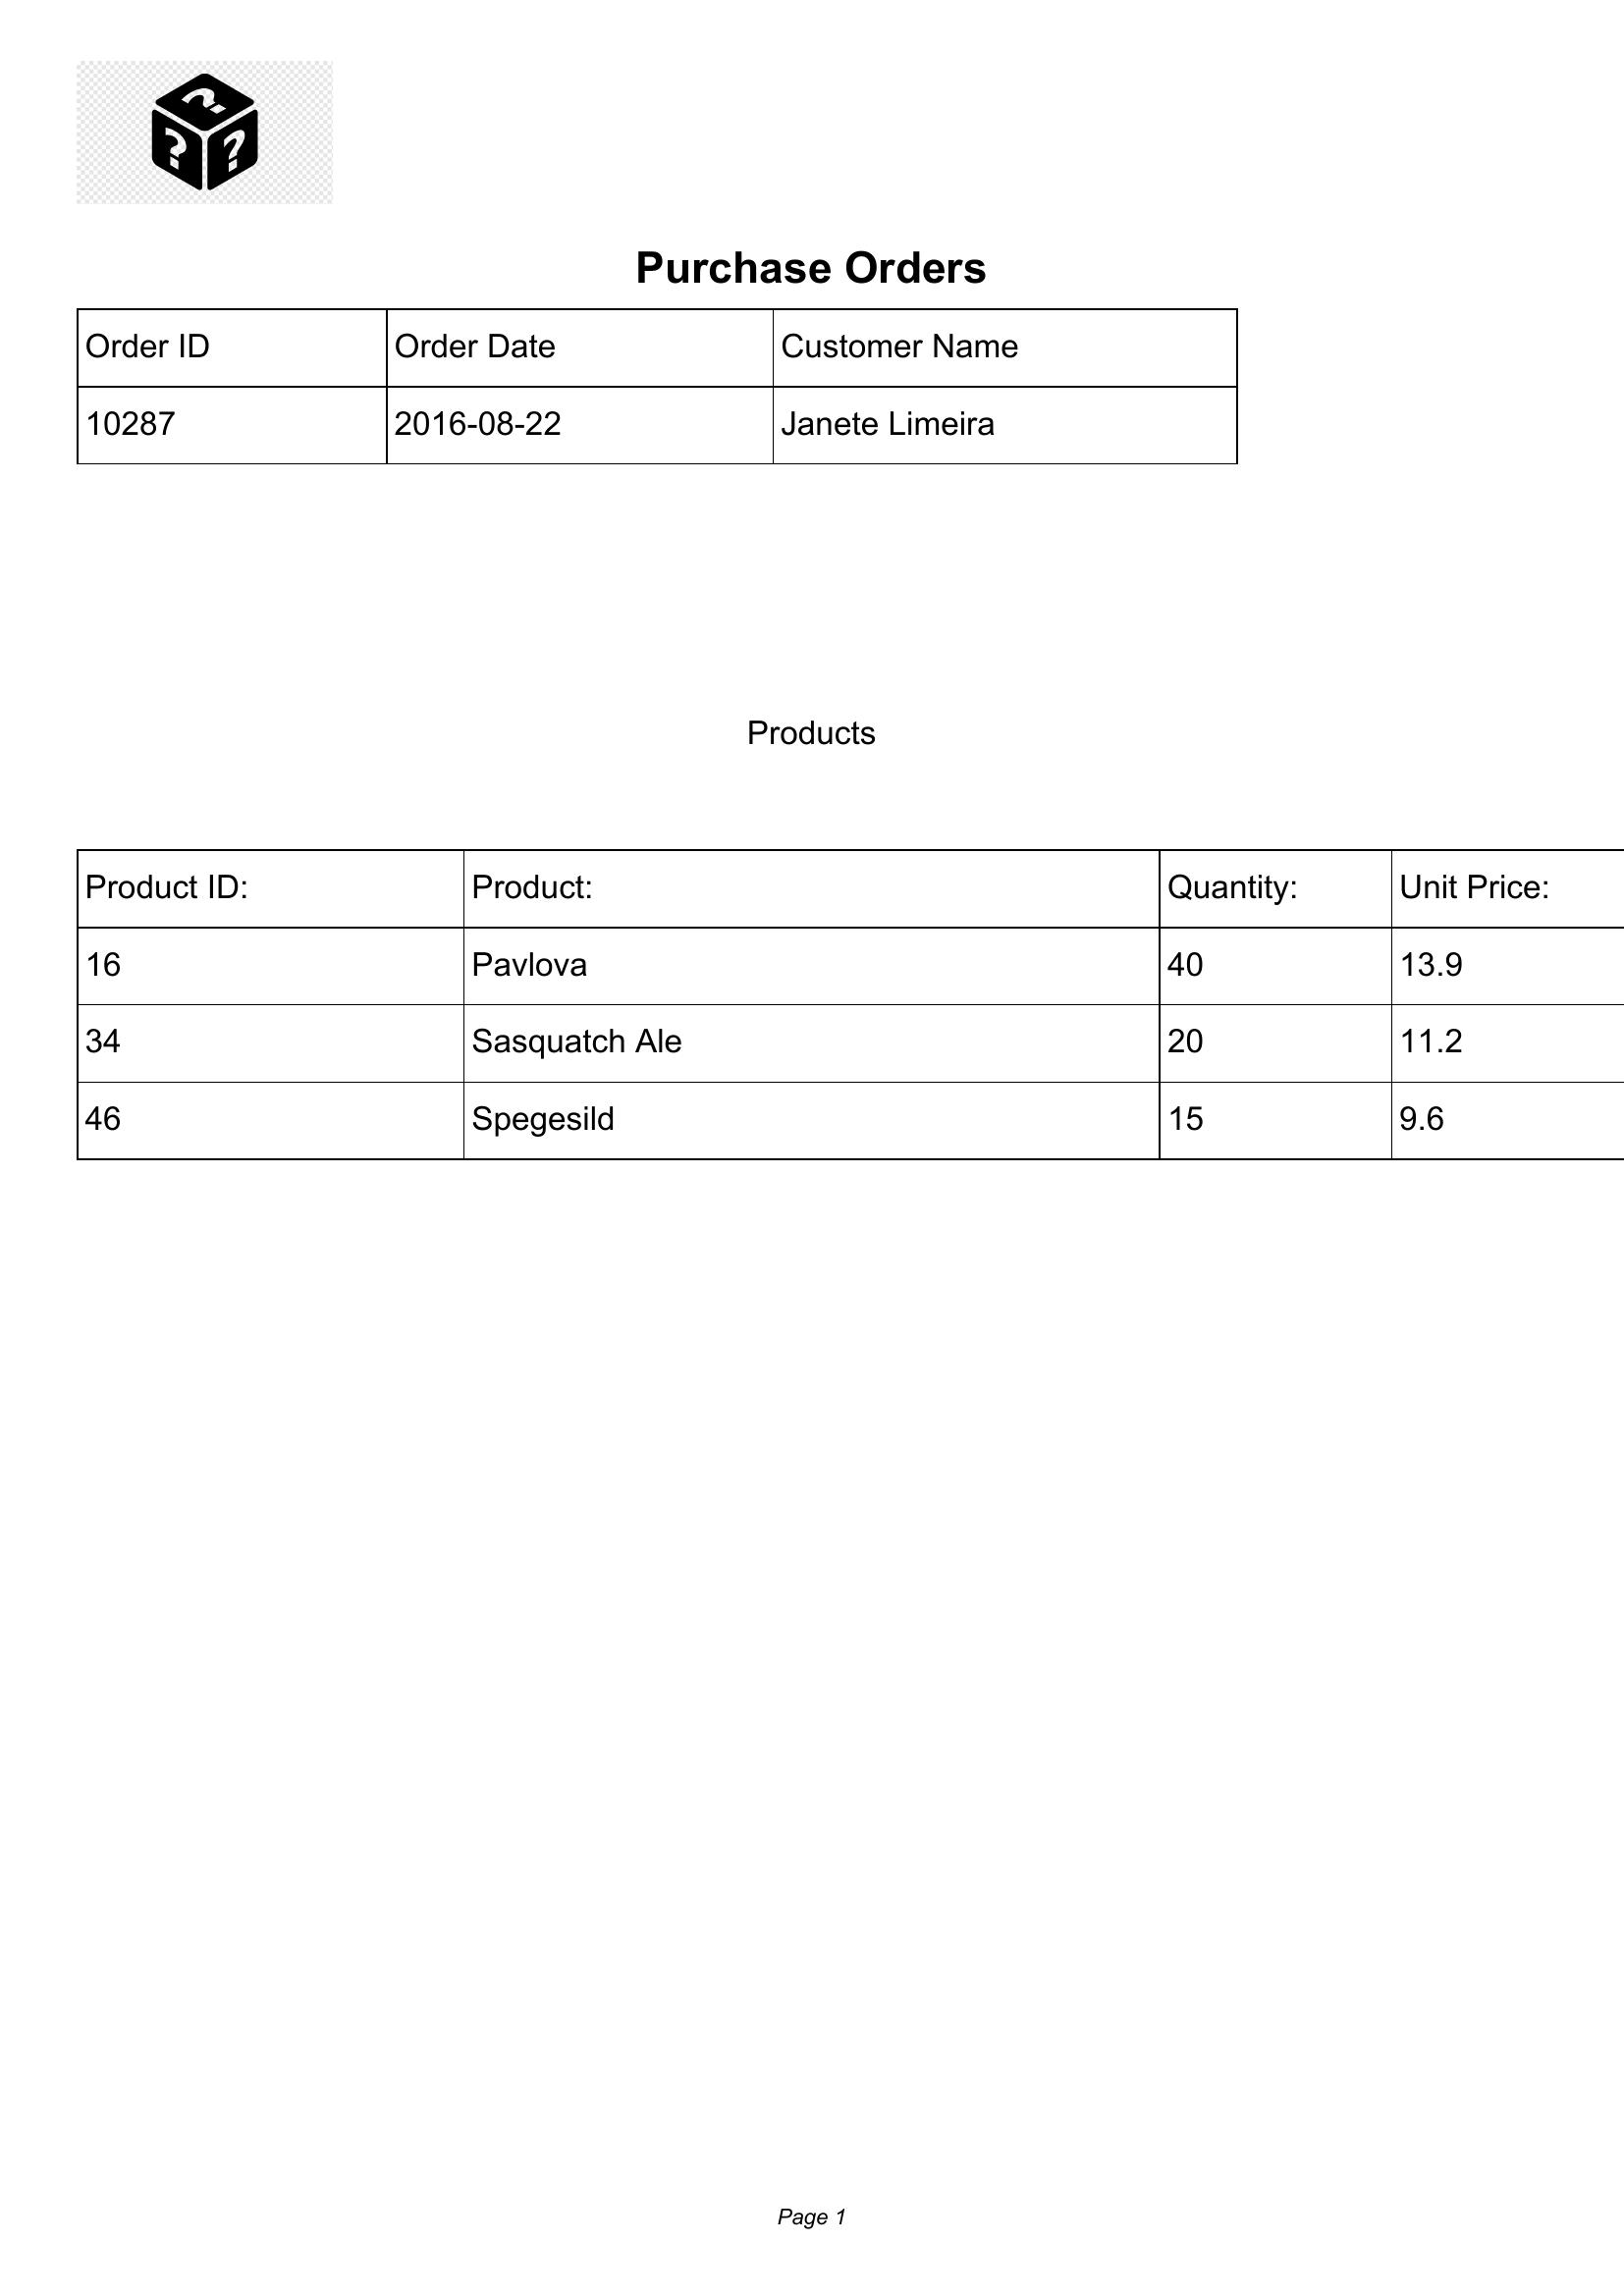 Purchase Orders
Order ID Order Date Customer Name
10287 2016-08-22 Janete Limeira
Products
Product ID: Product: Quantity: Unit Price:
16 Pavlova 40 13.9
34 Sasquatch Ale 20 11.2
46 Spegesild 15 9.6
Page 1